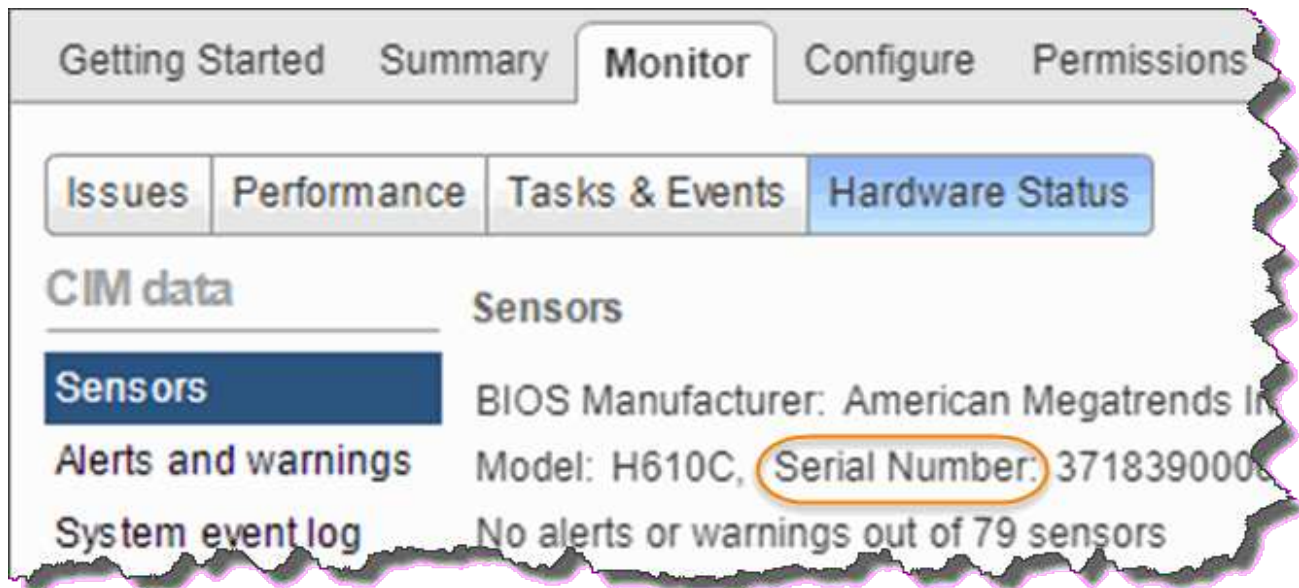 Getting Started Summary Monitor Configure Permissions
Issues Performance Tasks & Events Hardware Status
CIM data
Sensors
Sensors
BIOS Manufacturer: American Megatrends
Alerts and warnings
Model: H610C, Serial Number:
System event log
No alerts or warnings out of 79 sensors